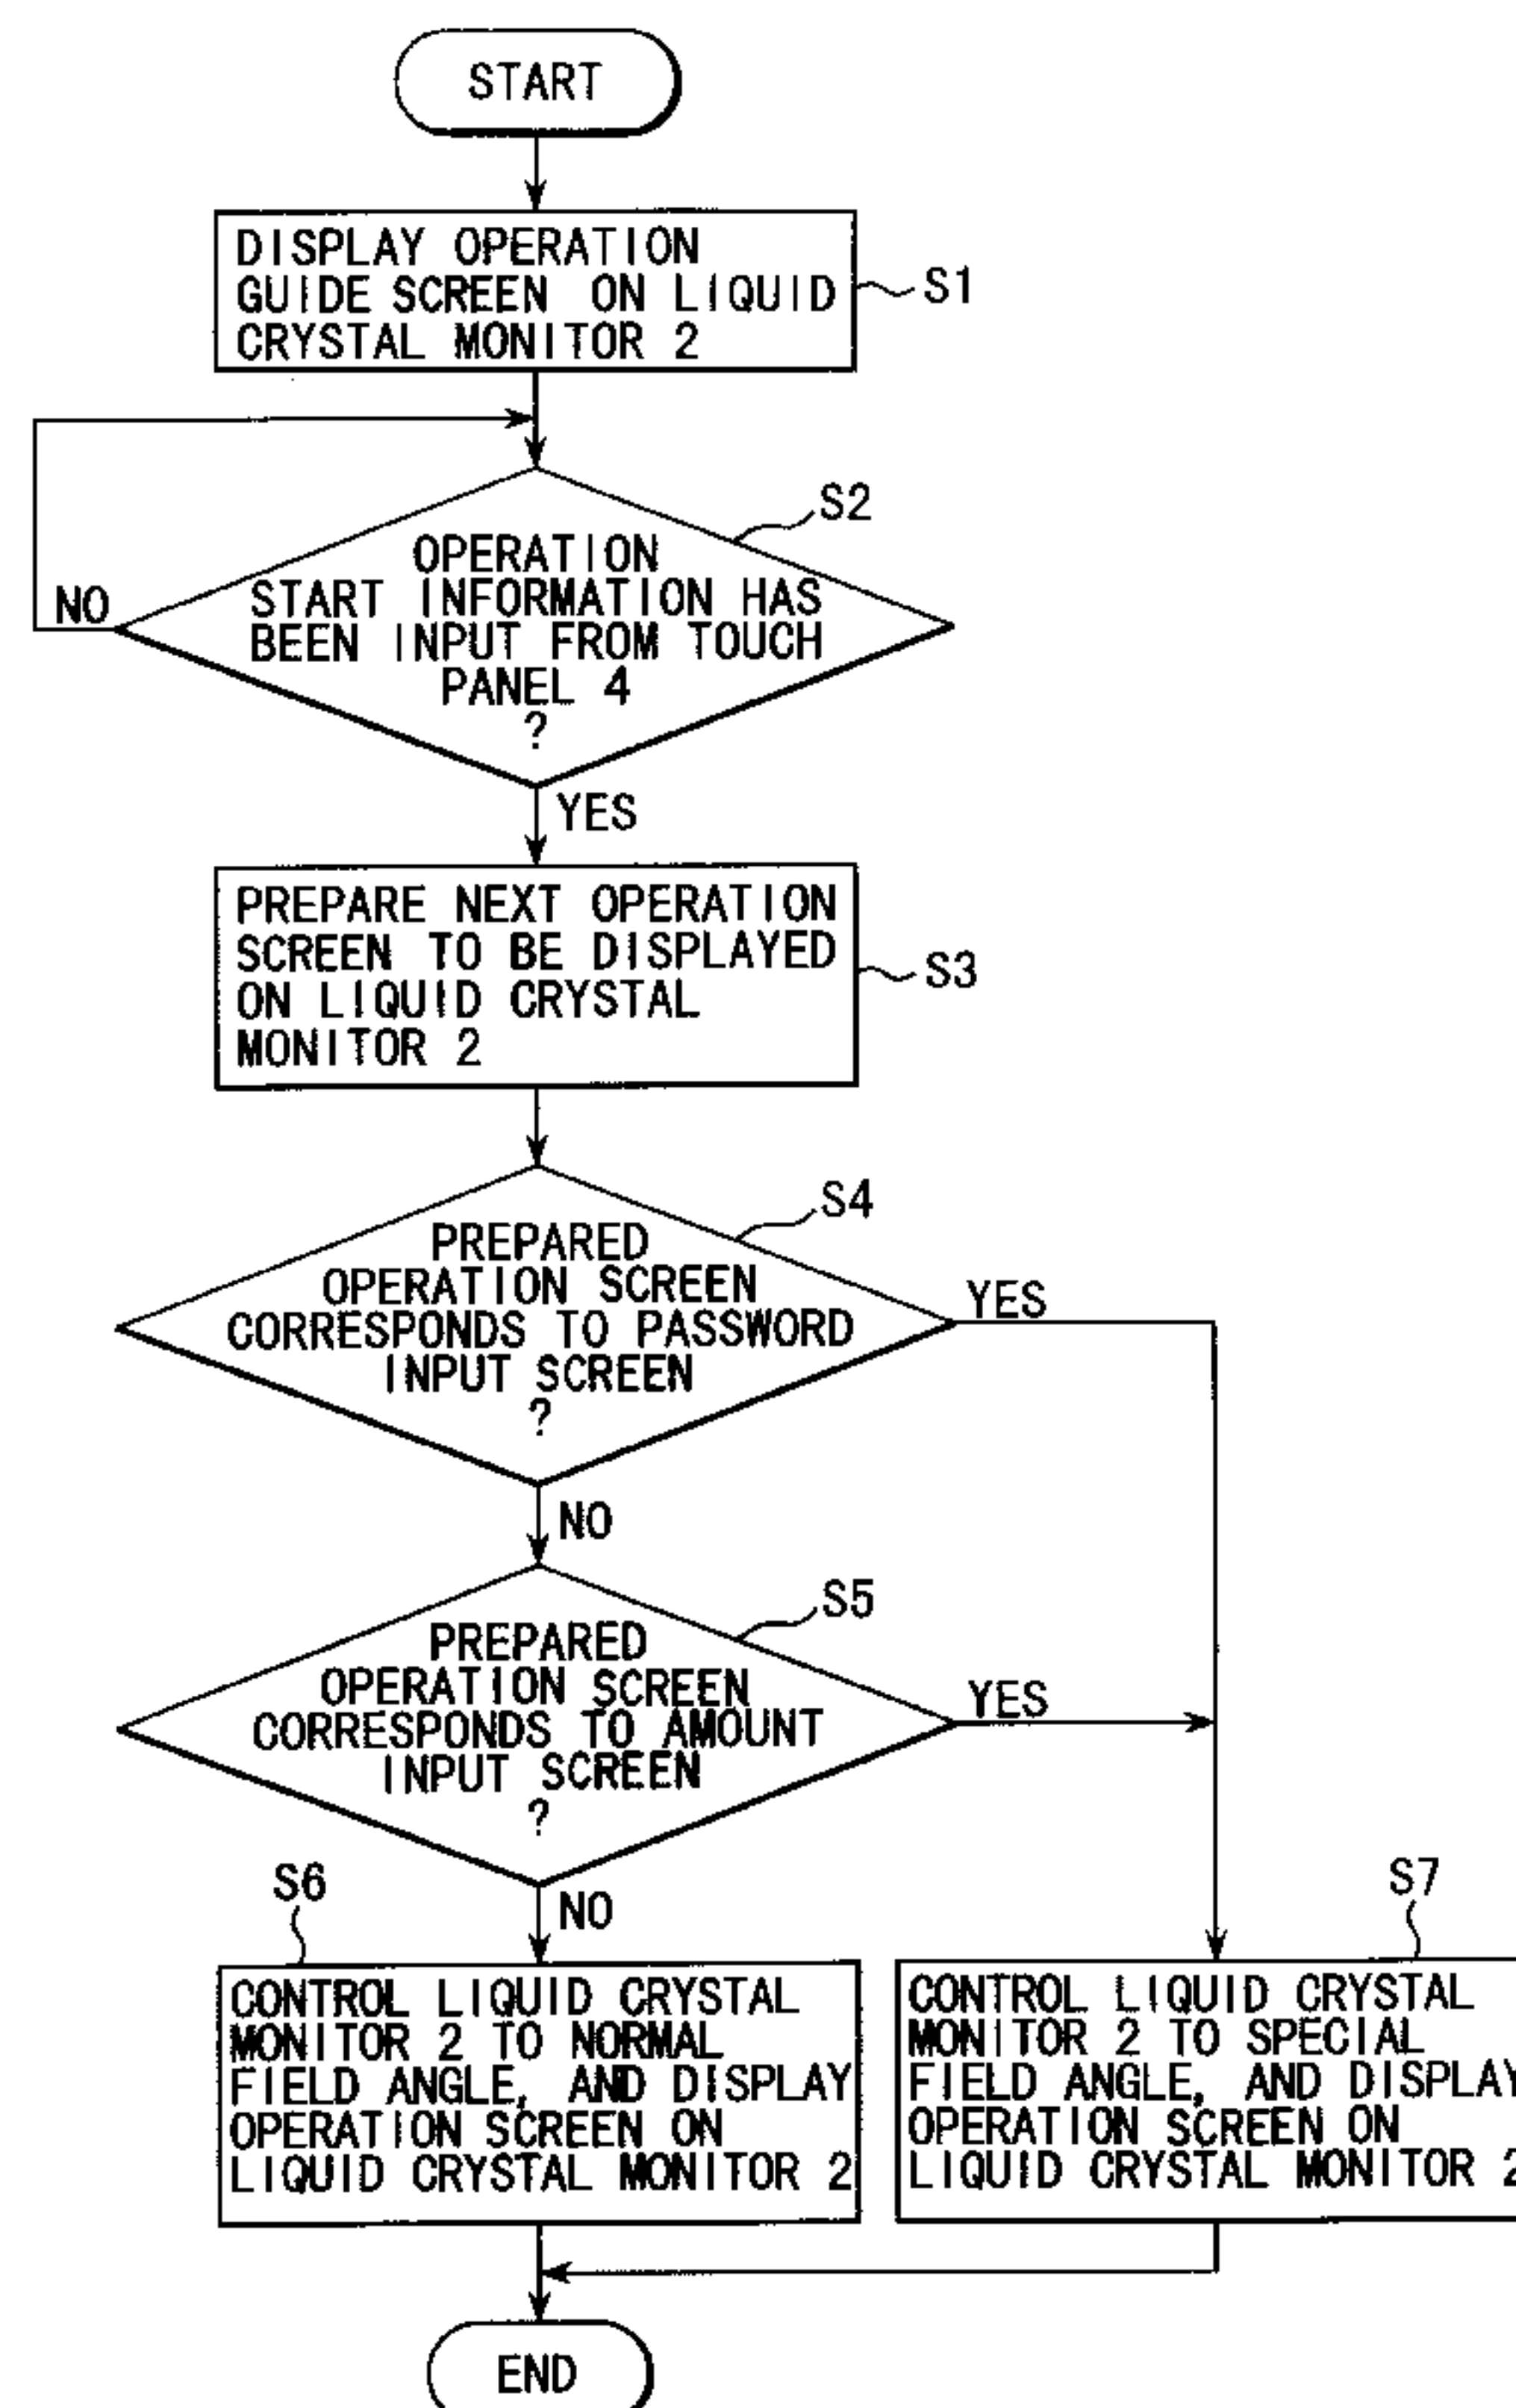 START
DISPLAY OPERATION
GUIDE SCREEN ON LIQUID
CRYSTAL MONITOR 2
S1
S2
OPERATION
START INFORMATION HAS
BEEN INPUT FROM TOUCH
PANEL 4
?
NO
YES
PREPARE NEXT OPERATION
SCREEN TO BE DISPLAYED
ON LIQUID CRYSTAL
MONITOR 2
S3
S4
PREPARED
OPERATION SCREEN
CORRESPONDS TO PASSWORD
INPUT SCREEN
?
YES
NO
S5
PREPARED
OPERATION SCREEN
CORRESPONDS TO AMOUNT
INPUT SCREEN
?
YES
NO
S6
CONTROL LIQUID CRYSTAL
MONITOR 2 TO NORMAL
FIELD ANGLE, AND DISPLAY
OPERATION SCREEN ON
LIQUID CRYSTAL MONITOR 2
S7
CONTROL LIQUID CRYSTAL
MONITOR 2 TO SPECIAL
FIELD ANGLE, AND DISPLAY
OPERATION SCREEN ON
LIQUID CRYSTAL MONITOR 2
END